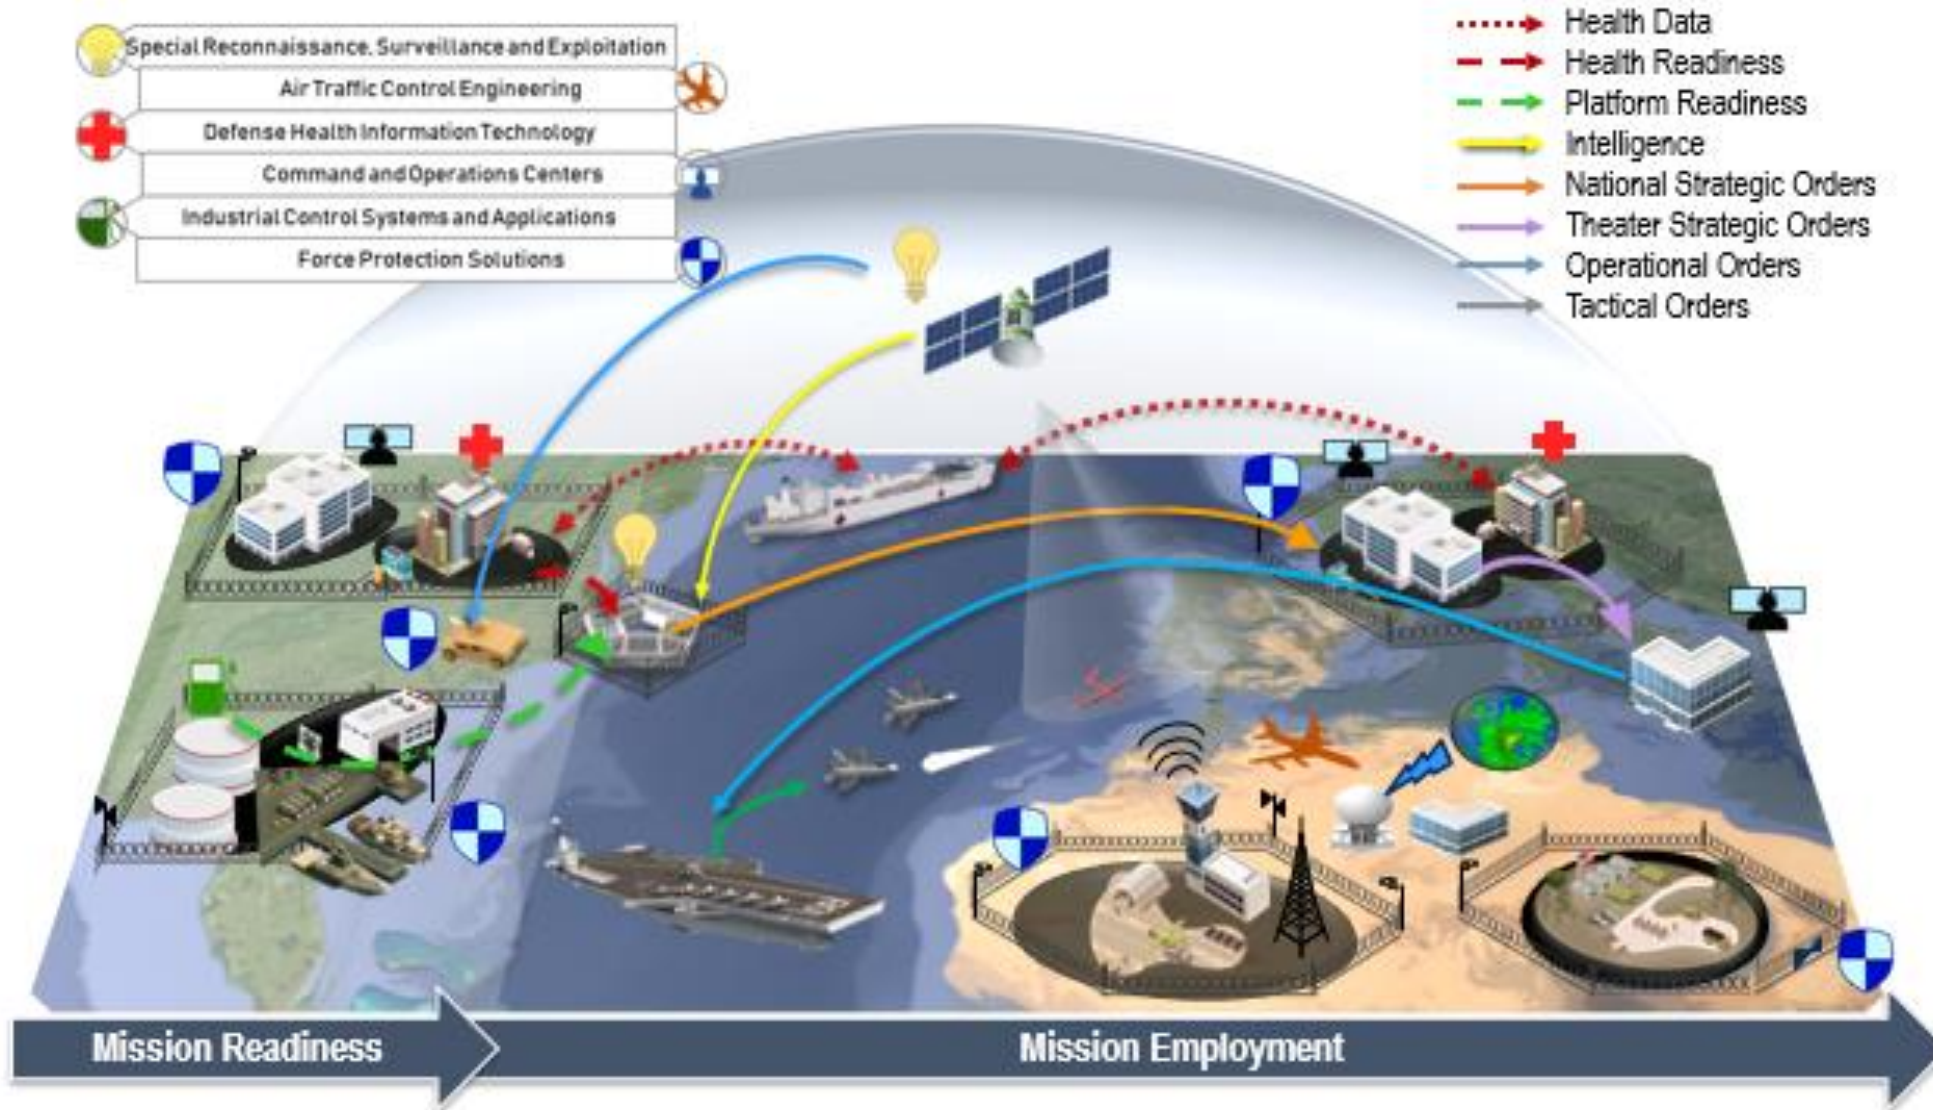 Special Reconnaissance, Surveillance and Exploitation
Air Traffic Control Engineering
Defense Health Information Technology
Command and Operations Centers
Industrial Control Systems and Applications
Force Protection Solutions
Health Data
Health Readiness
Platform Readiness
Intelligence
National Strategic Orders
Theater Strategic Orders
Operational Orders
Tactical Orders
Mission Readiness
Mission Employment